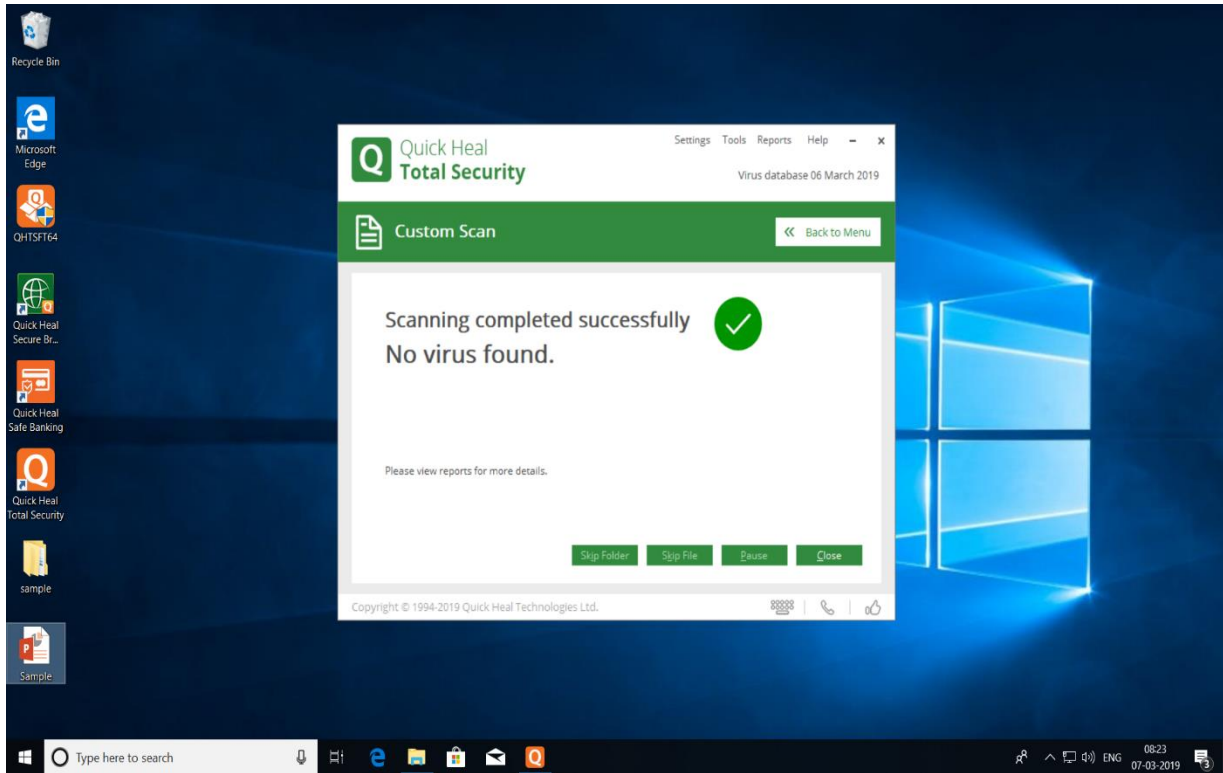 Recycle Bin
Microsoft
Edge
QHTSFT64
Quick Heal
Secure Br...
Quick Heal
Safe Banking
Quick Heal
Total Security
sample
Sample
Quick Heal
Total Security
Settings Tools Reports Help
Virus database 06 March 2019
Custom Scan
Back to Menu
Scanning completed successfully
No virus found.
Please view reports for more details.
Skip Folder Skip File Pause Close
Copyright © 1994-2019 Quick Heal Technologies Ltd.
Type here to search
ENG
08:23
07-03-2019
3